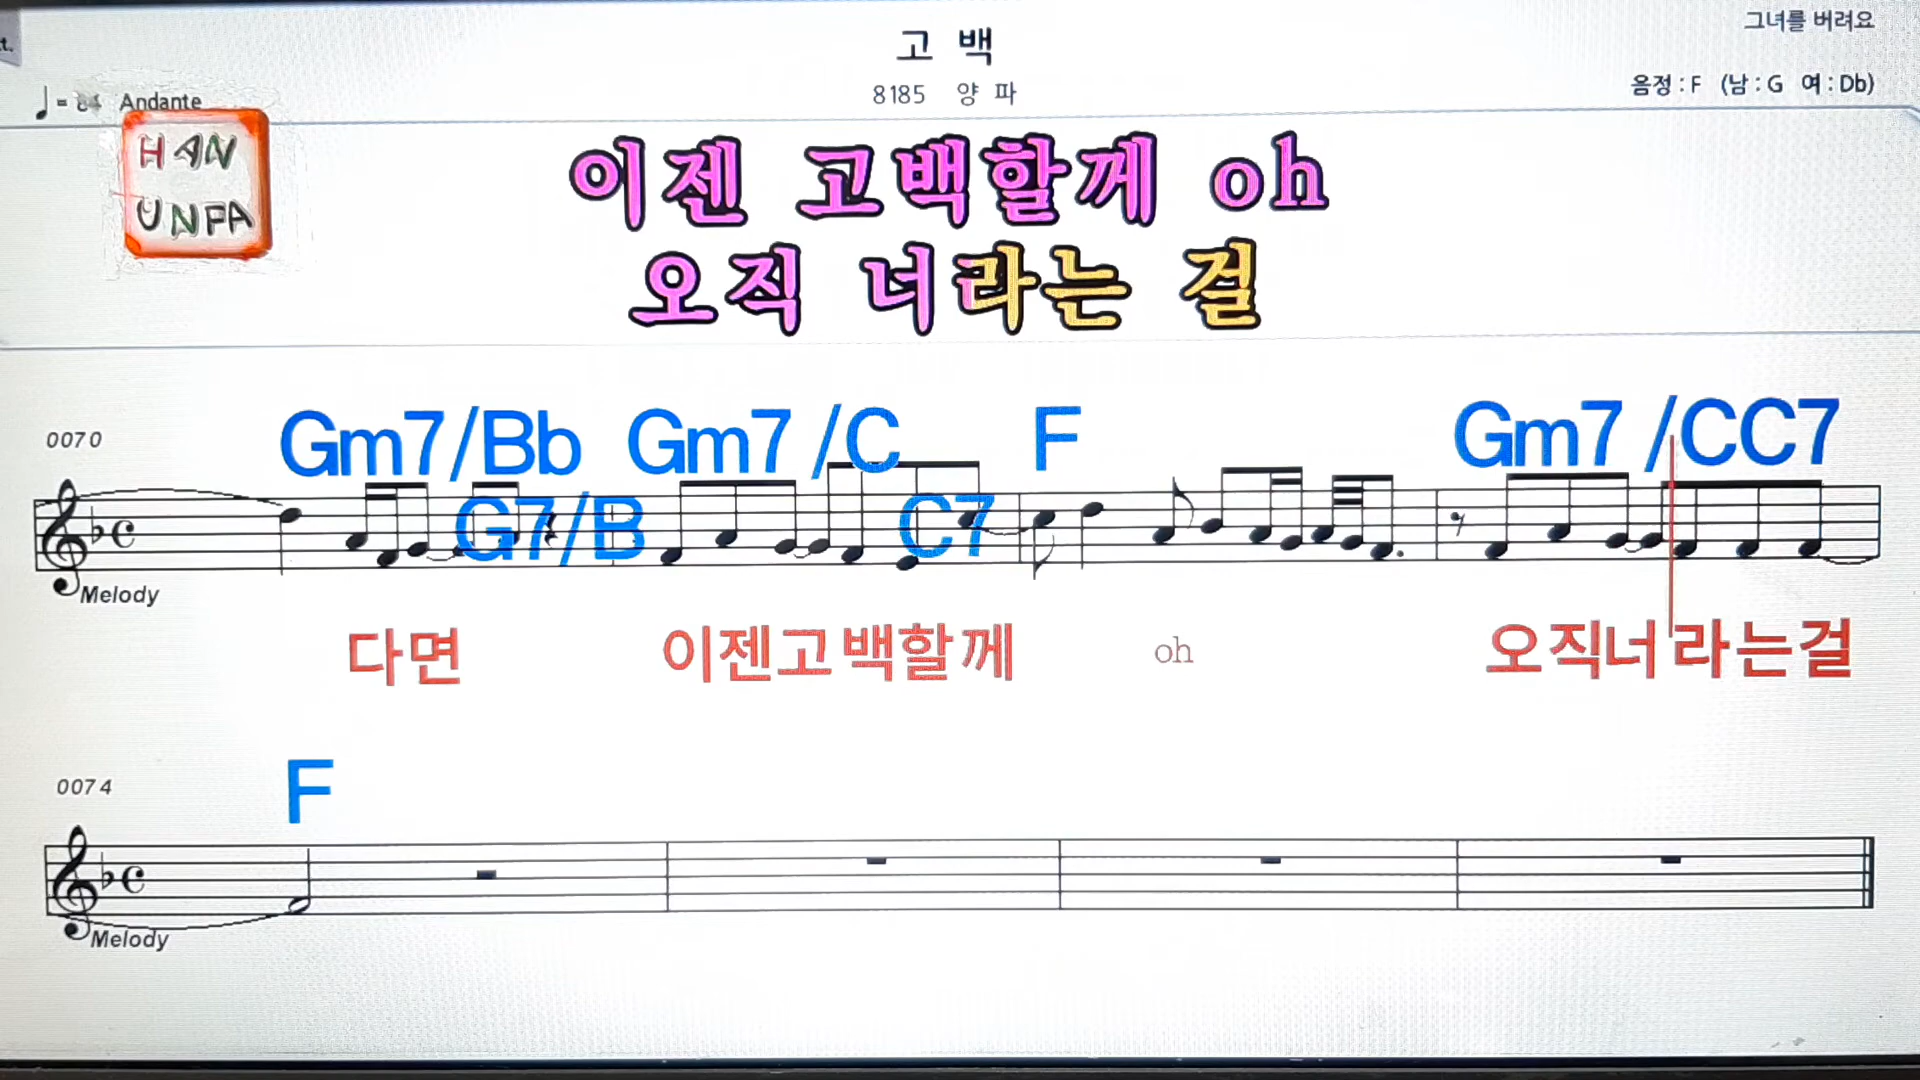 그녀를 버려요
고 백
8185 양 파
음정 : F (남 : G 여 : Db)
t.
= 84 Andante
HAN
UNPA
이젠 고백할께 oh
오직 너라는 걸
0070
Gm7/Bb Gm7 /C F Gm7 /CC7
G7/B C7
Melody
다면 이젠고백할께 oh 오직너라는걸
0074
F
Melody